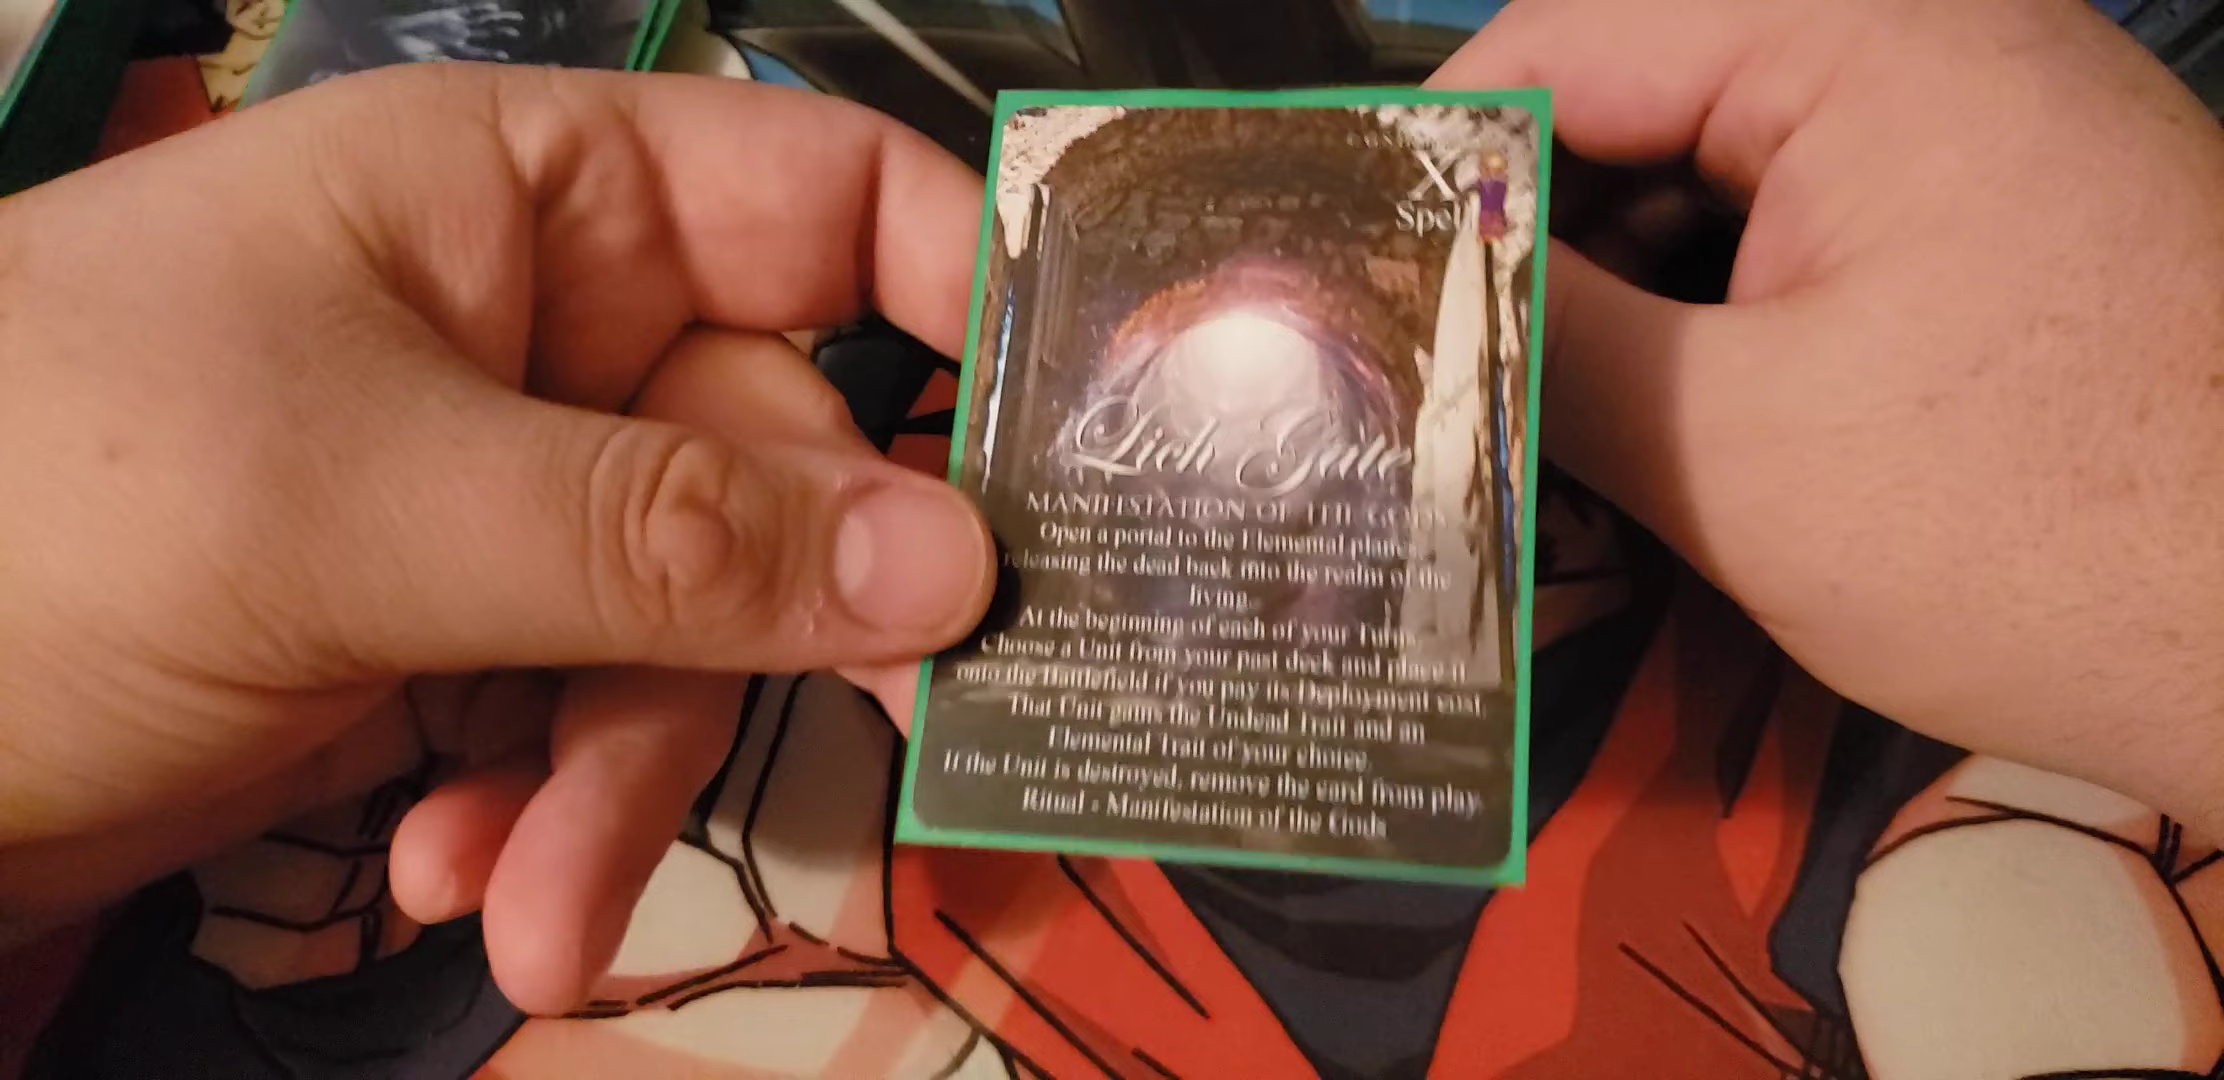 X
Spell
Lich Gate
MANIFESTATION OF THE GODS
Open a portal to the Elemental planes,
releasing the dead back into the realm of the
living.
At the beginning of each of your Turns,
Choose a Unit from your past deck and place it
onto the Battlefield if you pay its Deployment cost.
That Unit gains the Undead Trait and an
Elemental Trait of your choice.
If the Unit is destroyed, remove the card from play.
Ritual - Manifestation of the Gods